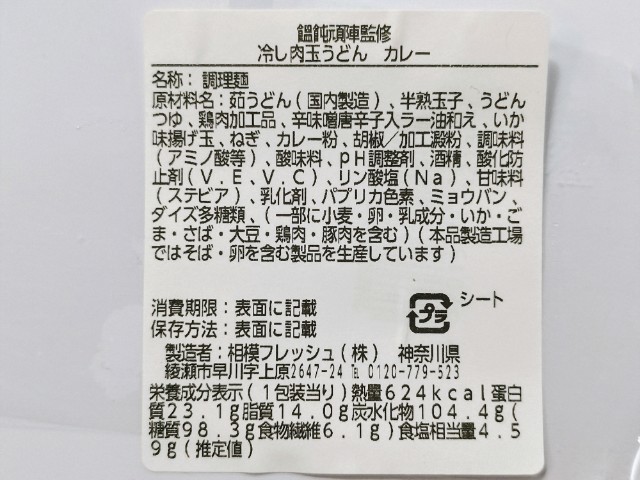 饂飩頑陣監修
冷し肉玉うどん　カレー
名称：調理麺
原材料名：茹うどん（国内製造）、半熟玉子、うどん
つゆ、鶏肉加工品、辛味噌唐辛子入ラー油和え、いか
味揚げ玉、ねぎ、カレー粉、胡椒／加工澱粉、調味料
（アミノ酸等）、酸味料、ｐＨ調整剤、酒精、酸化防
止剤（Ｖ．Ｅ、Ｖ．Ｃ）、リン酸塩（Ｎａ）、甘味料
（ステビア）、乳化剤、パプリカ色素、ミョウバン、
ダイズ多糖類、（一部に小麦・卵・乳成分・いか・ご
ま・さば・大豆・鶏肉・豚肉を含む）（本品製造工場
ではそば・卵を含む製品を生産しています）
消費期限：表面に記載
保存方法：表面に記載
プラ
シート
製造者：相模フレッシュ（株）　神奈川県
綾瀬市早川字上原2647-24 ℡ 0120-779-523
栄養成分表示（１包装当り）熱量６２４ｋｃａｌ蛋白
質２３．１ｇ脂質１４．０ｇ炭水化物１０４．４ｇ（
糖質９８．３ｇ食物繊維６．１ｇ）食塩相当量４．５
９ｇ（推定値）